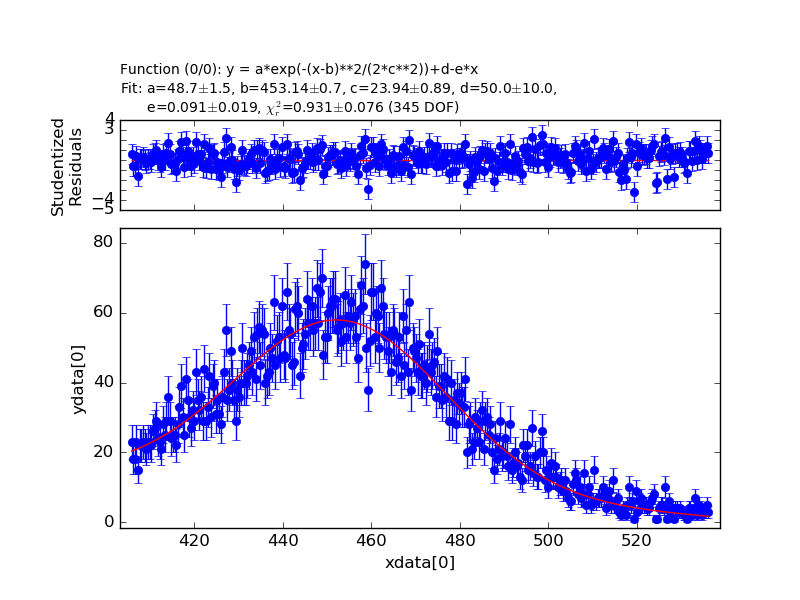 Function (0/0): y = a*exp(-(x-b)**2/(2*c**2))+d-e*x
Fit: a=48.7±1.5, b=453.14±0.7, c=23.94±0.89, d=50.0±10.0,
e=0.091±0.019, χ²ᵣ=0.931±0.076 (345 DOF)
4
3
−4
−5
Studentized
Residuals
80
60
40
20
0
ydata[0]
420 440 460 480 500 520
xdata[0]